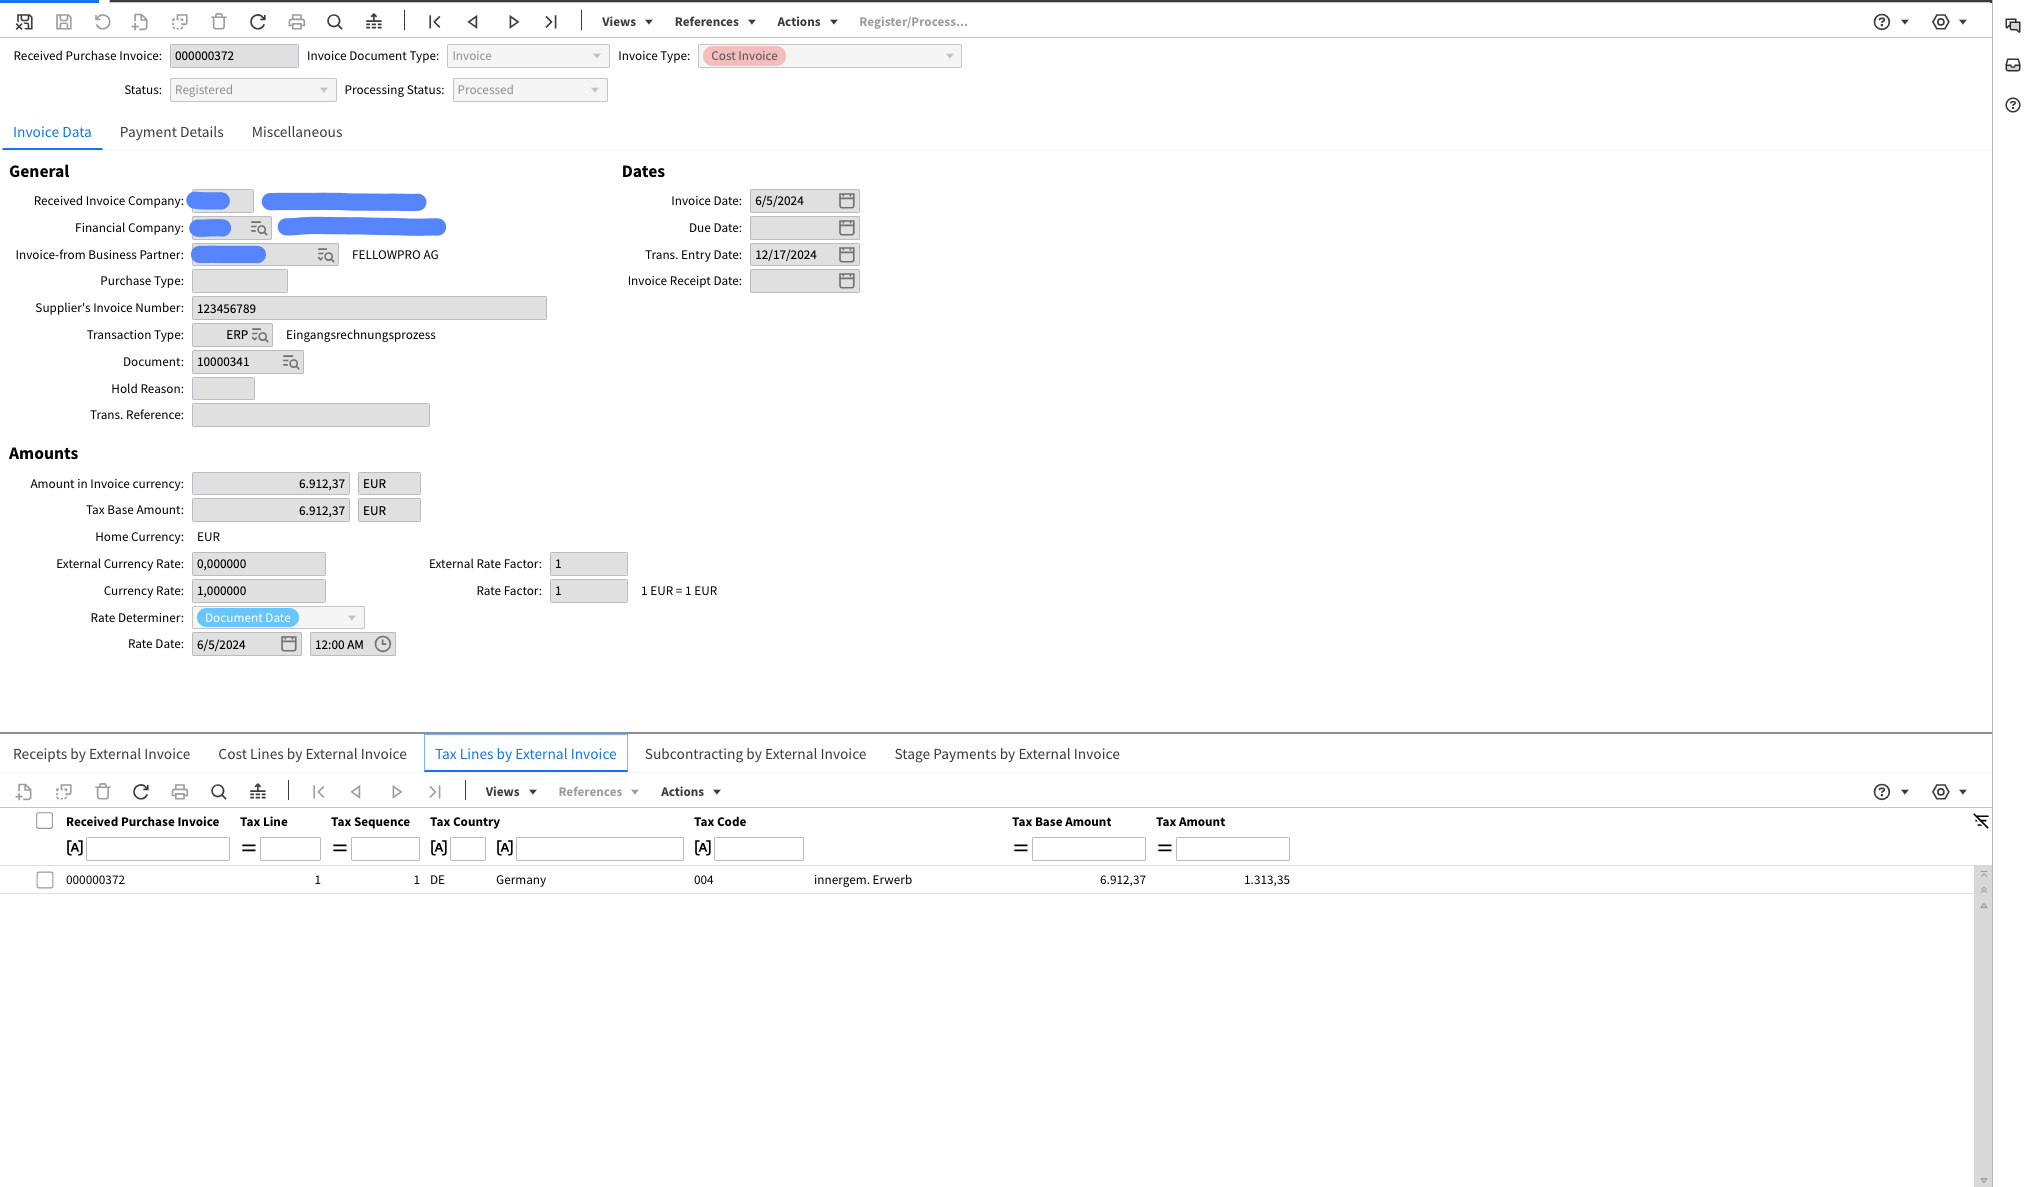 Views References Actions Register/Process...
Received Purchase Invoice: 000000372 Invoice Document Type: Invoice Invoice Type: Cost Invoice
Status: Registered Processing Status: Processed
Invoice Data Payment Details Miscellaneous
General
Received Invoice Company:
Financial Company:
Invoice-from Business Partner: FELLOWPRO AG
Purchase Type:
Supplier's Invoice Number: 123456789
Transaction Type: ERP Eingangsrechnungsprozess
Document: 10000341
Hold Reason:
Trans. Reference:
Dates
Invoice Date: 6/5/2024
Due Date:
Trans. Entry Date: 12/17/2024
Invoice Receipt Date:
Amounts
Amount in Invoice currency: 6.912,37 EUR
Tax Base Amount: 6.912,37 EUR
Home Currency: EUR
External Currency Rate: 0,000000 External Rate Factor: 1
Currency Rate: 1,000000 Rate Factor: 1 1 EUR = 1 EUR
Rate Determiner: Document Date
Rate Date: 6/5/2024 12:00 AM
Receipts by External Invoice Cost Lines by External Invoice Tax Lines by External Invoice Subcontracting by External Invoice Stage Payments by External Invoice
Views References Actions
Received Purchase Invoice Tax Line Tax Sequence Tax Country Tax Code Tax Base Amount Tax Amount
[A] = = [A] [A] [A] = =
000000372 1 1 DE Germany 004 innergem. Erwerb 6.912,37 1.313,35